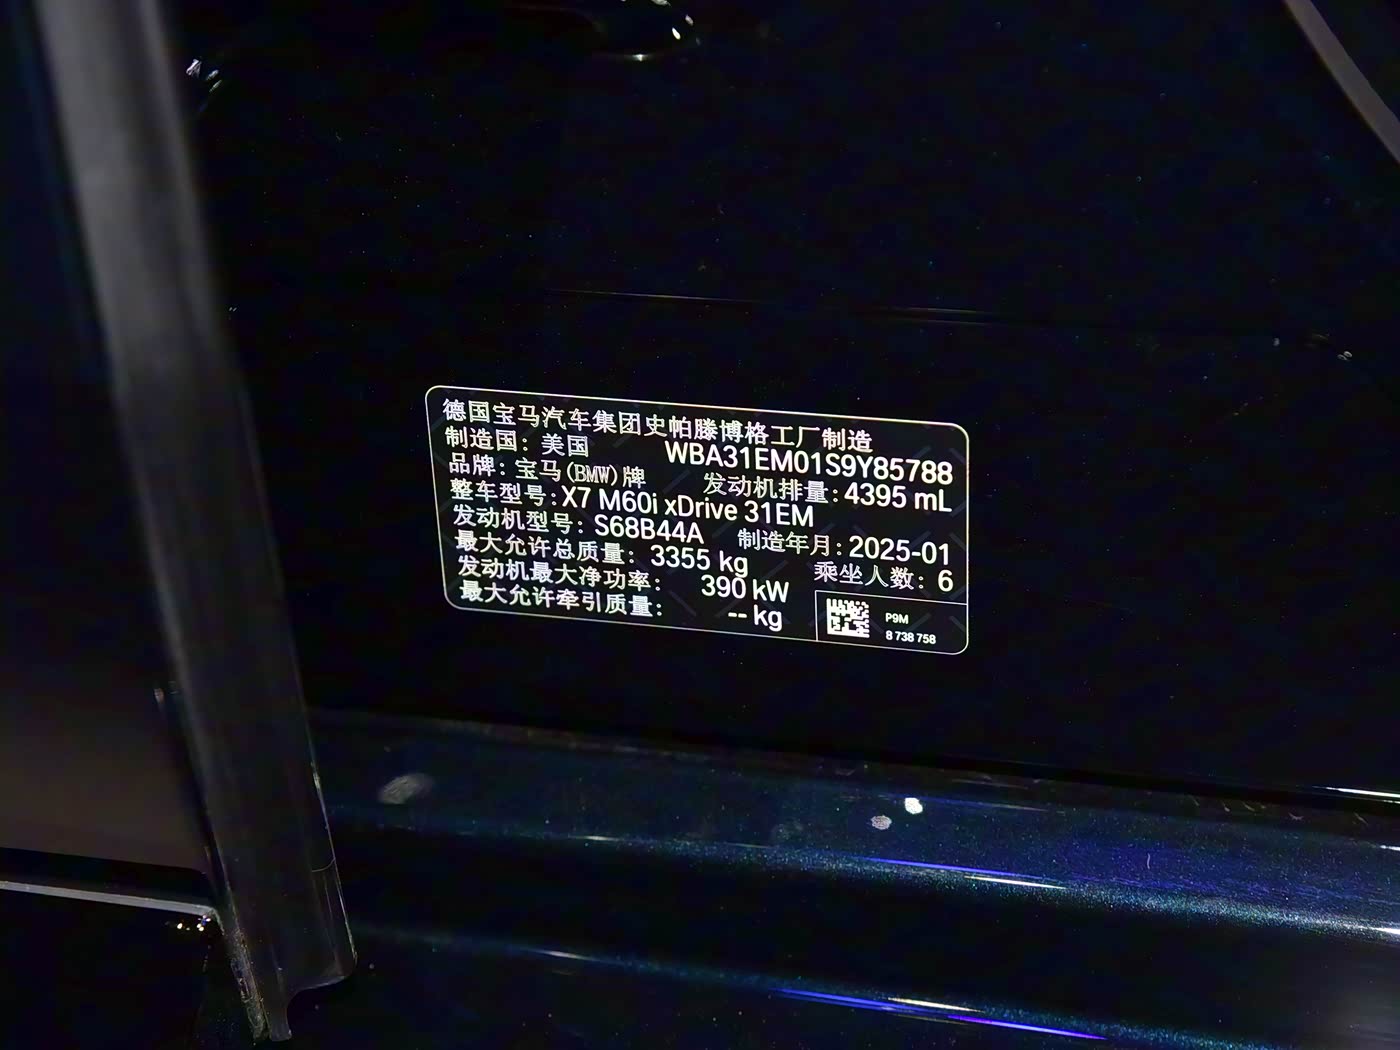 德国宝马汽车集团史帕滕博格工厂制造
制造国: 美国 WBA31EM01S9Y85788
品牌: 宝马(BMW)牌 发动机排量: 4395 mL
整车型号: X7 M60i xDrive 31EM
发动机型号: S68B44A 制造年月: 2025-01
最大允许总质量: 3355 kg 乘坐人数: 6
发动机最大净功率: 390 kW
最大允许牵引质量: -- kg
P9M
8 738 758